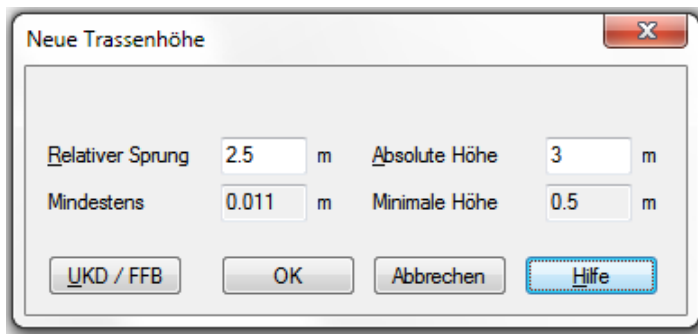 Neue Trassenhöhe
Relativer Sprung 2.5 m Absolute Höhe 3 m
Mindestens 0.011 m Minimale Höhe 0.5 m
UKD / FFB OK Abbrechen Hilfe